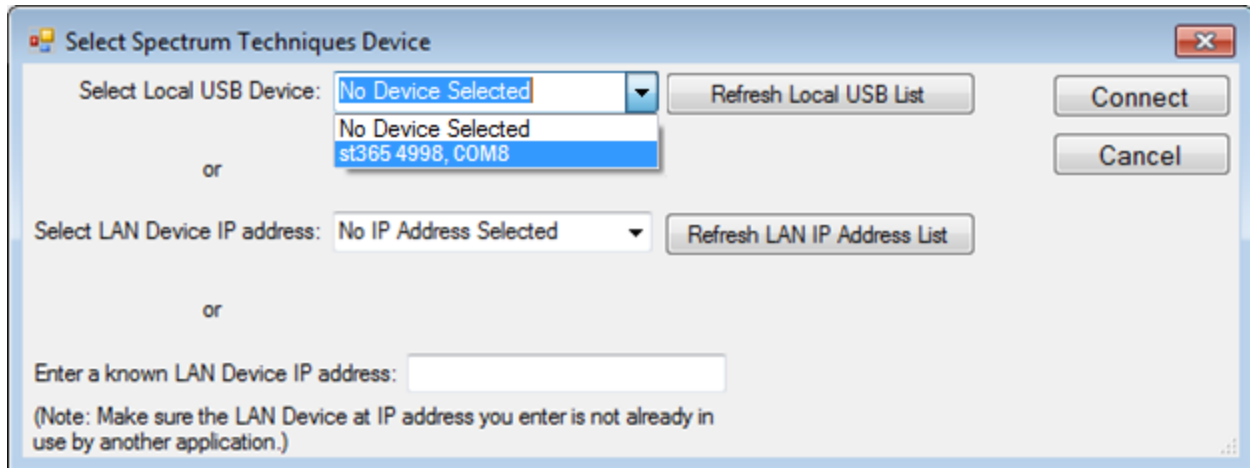 Select Spectrum Techniques Device
Select Local USB Device: No Device Selected Refresh Local USB List Connect
No Device Selected
st365 4998, COM8
or
Cancel
Select LAN Device IP address: No IP Address Selected Refresh LAN IP Address List
or
Enter a known LAN Device IP address:
(Note: Make sure the LAN Device at IP address you enter is not already in
use by another application.)